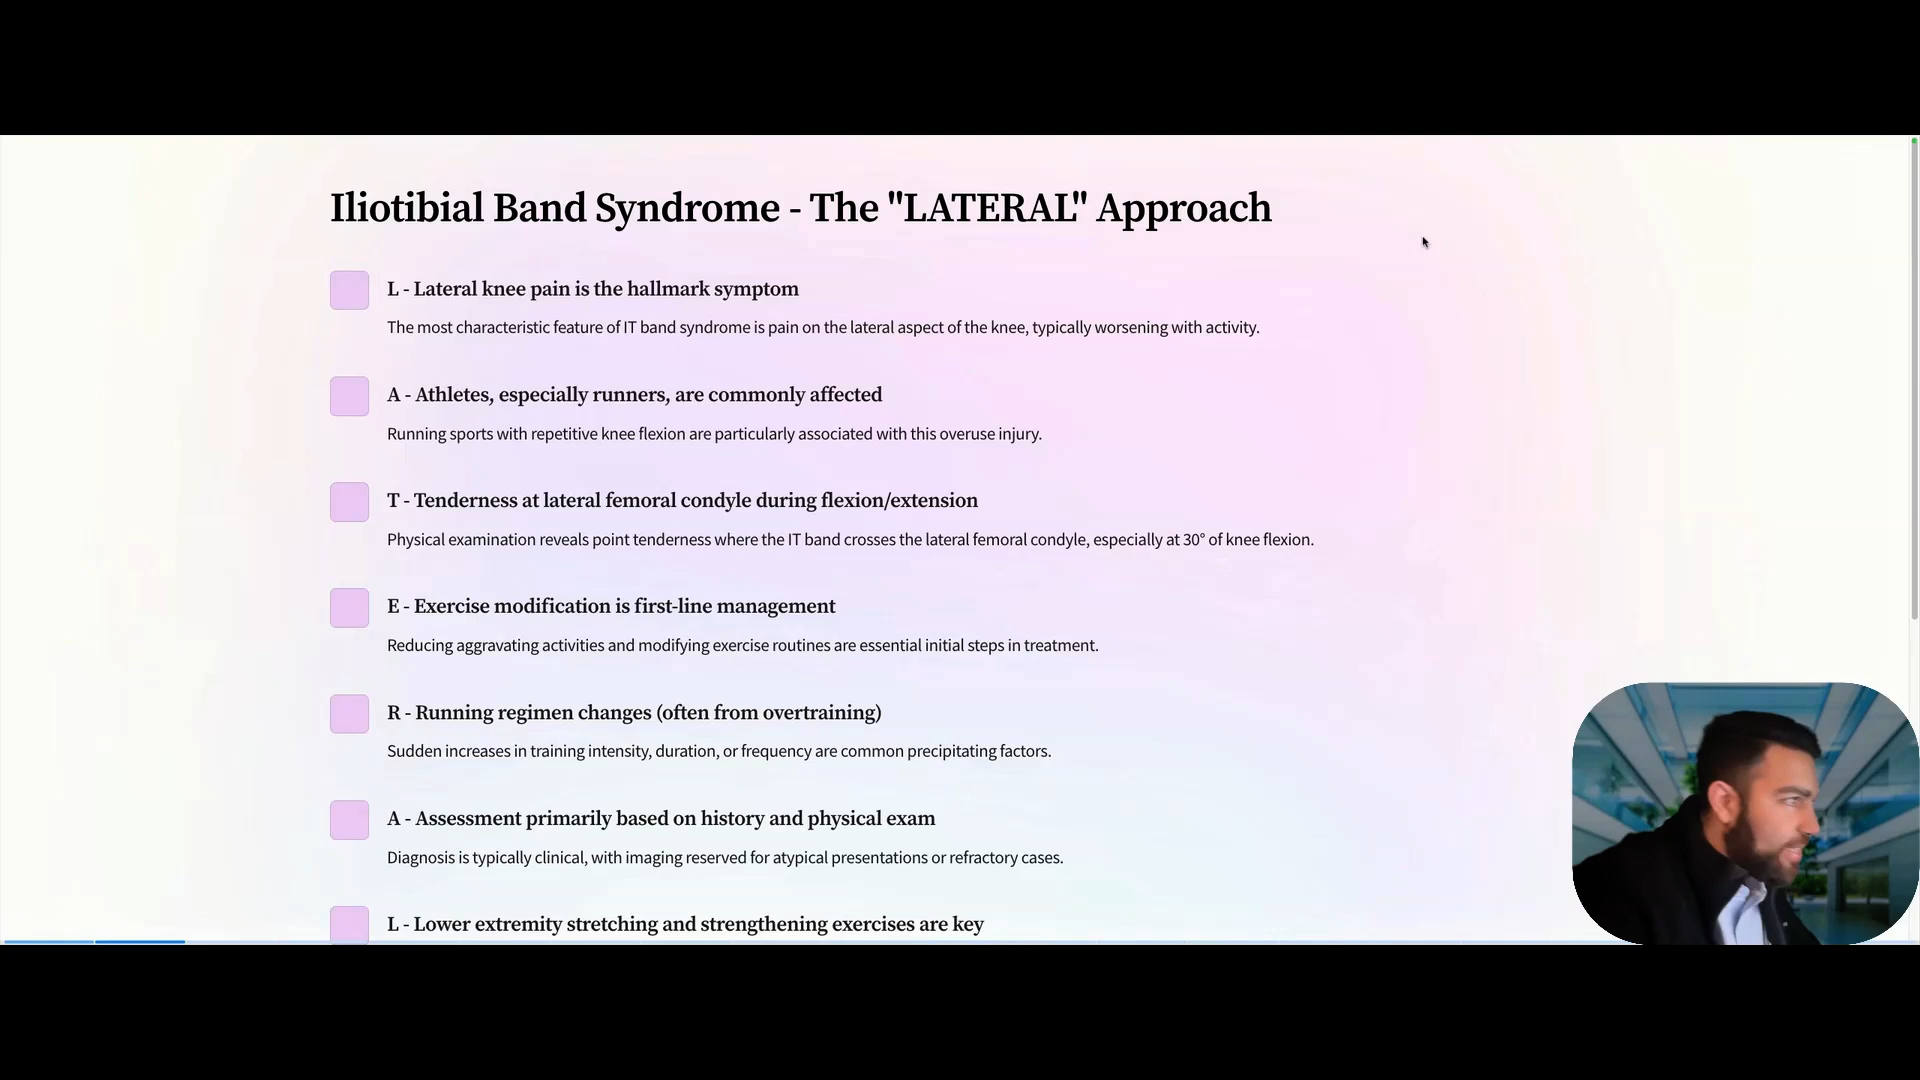 Iliotibial Band Syndrome - The "LATERAL" Approach
L - Lateral knee pain is the hallmark symptom
The most characteristic feature of IT band syndrome is pain on the lateral aspect of the knee, typically worsening with activity.
A - Athletes, especially runners, are commonly affected
Running sports with repetitive knee flexion are particularly associated with this overuse injury.
T - Tenderness at lateral femoral condyle during flexion/extension
Physical examination reveals point tenderness where the IT band crosses the lateral femoral condyle, especially at 30° of knee flexion.
E - Exercise modification is first-line management
Reducing aggravating activities and modifying exercise routines are essential initial steps in treatment.
R - Running regimen changes (often from overtraining)
Sudden increases in training intensity, duration, or frequency are common precipitating factors.
A - Assessment primarily based on history and physical exam
Diagnosis is typically clinical, with imaging reserved for atypical presentations or refractory cases.
L - Lower extremity stretching and strengthening exercises are key